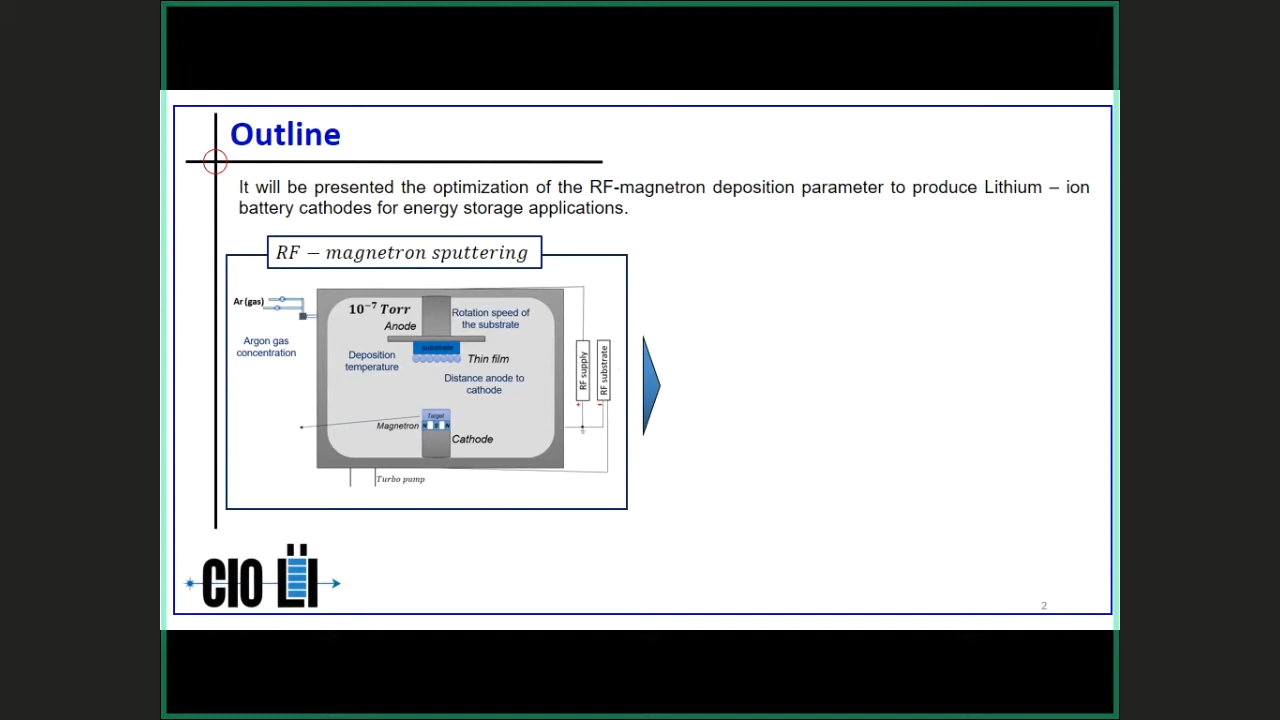 Outline
It will be presented the optimization of the RF-magnetron deposition parameter to produce Lithium – ion
battery cathodes for energy storage applications.
RF − magnetron sputtering
Ar (gas)
Argon gas
concentration
10⁻⁷ Torr
Anode
Rotation speed of
the substrate
substrate
Deposition
temperature
Thin film
Distance anode to
cathode
Target
Magnetron
Cathode
RF supply
RF substrate
+
−
Turbo pump
CIO LI
2